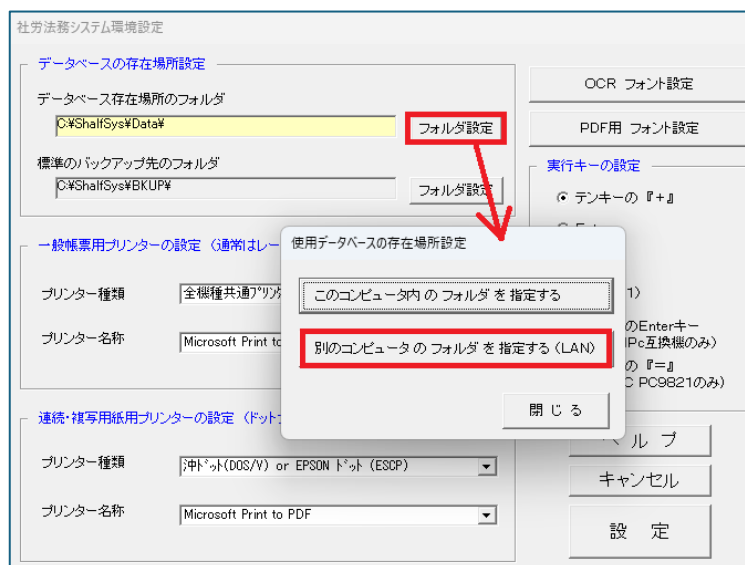 社労法務システム環境設定
データベースの存在場所設定
データベース存在場所のフォルダ
C:¥ShalfSys¥Data¥
フォルダ設定
標準のバックアップ先のフォルダ
C:¥ShalfSys¥BKUP¥
フォルダ設定
OCR フォント設定
PDF用 フォント設定
実行キーの設定
テンキーの『+』
一般帳票用プリンターの設定 (通常はレー
プリンター種類
全機種共通プリンタ
プリンター名称
Microsoft Print to
使用データベースの存在場所設定
このコンピュータ内 の フォルダ を 指定する
別のコンピュータ の フォルダ を 指定する (LAN)
閉 じ る
1)
のEnterキー
Pc互換機のみ)
の『=』
C PC9821のみ)
連続・複写用紙用プリンターの設定 (ドット
プリンター種類
沖ドット(DOS/V) or EPSON ドット (ESCP)
プリンター名称
Microsoft Print to PDF
ヘ ル プ
キャンセル
設 定